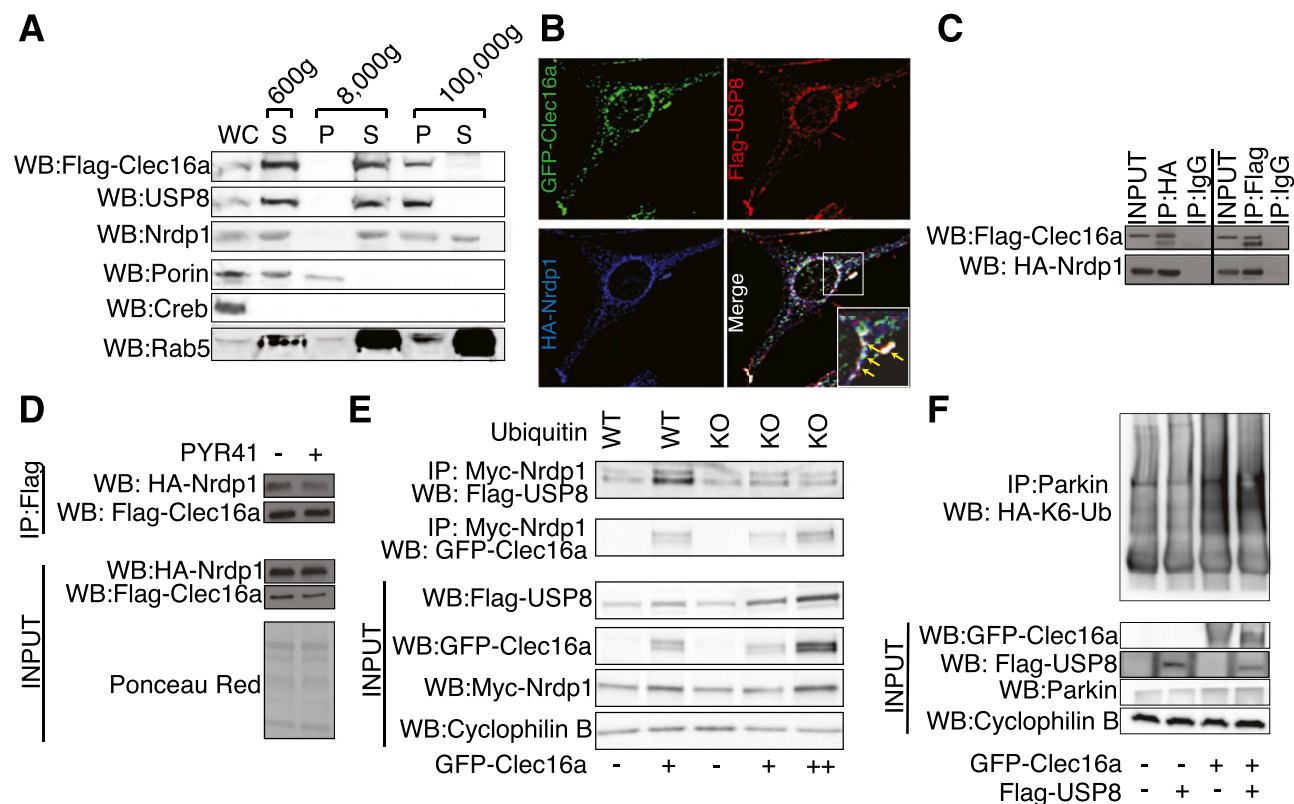 A
600g
8,000g
100,000g
WC S P S P S
WB:Flag-Clec16a
WB:USP8
WB:Nrdp1
WB:Porin
WB:Creb
WB:Rab5
B
GFP-Clec16a
Flag-USP8
HA-Nrdp1
Merge
C
INPUT
IP:HA
IP:IgG
INPUT
IP:Flag
IP:IgG
WB:Flag-Clec16a
WB: HA-Nrdp1
D
PYR41 - +
IP:Flag
WB: HA-Nrdp1
WB: Flag-Clec16a
INPUT
WB:HA-Nrdp1
WB:Flag-Clec16a
Ponceau Red
E
Ubiquitin WT WT KO KO KO
IP: Myc-Nrdp1
WB: Flag-USP8
IP: Myc-Nrdp1
WB: GFP-Clec16a
INPUT
WB:Flag-USP8
WB:GFP-Clec16a
WB:Myc-Nrdp1
WB:Cyclophilin B
GFP-Clec16a - + - + ++
F
IP:Parkin
WB: HA-K6-Ub
INPUT
WB:GFP-Clec16a
WB: Flag-USP8
WB:Parkin
WB:Cyclophilin B
GFP-Clec16a - - + +
Flag-USP8 - + - +